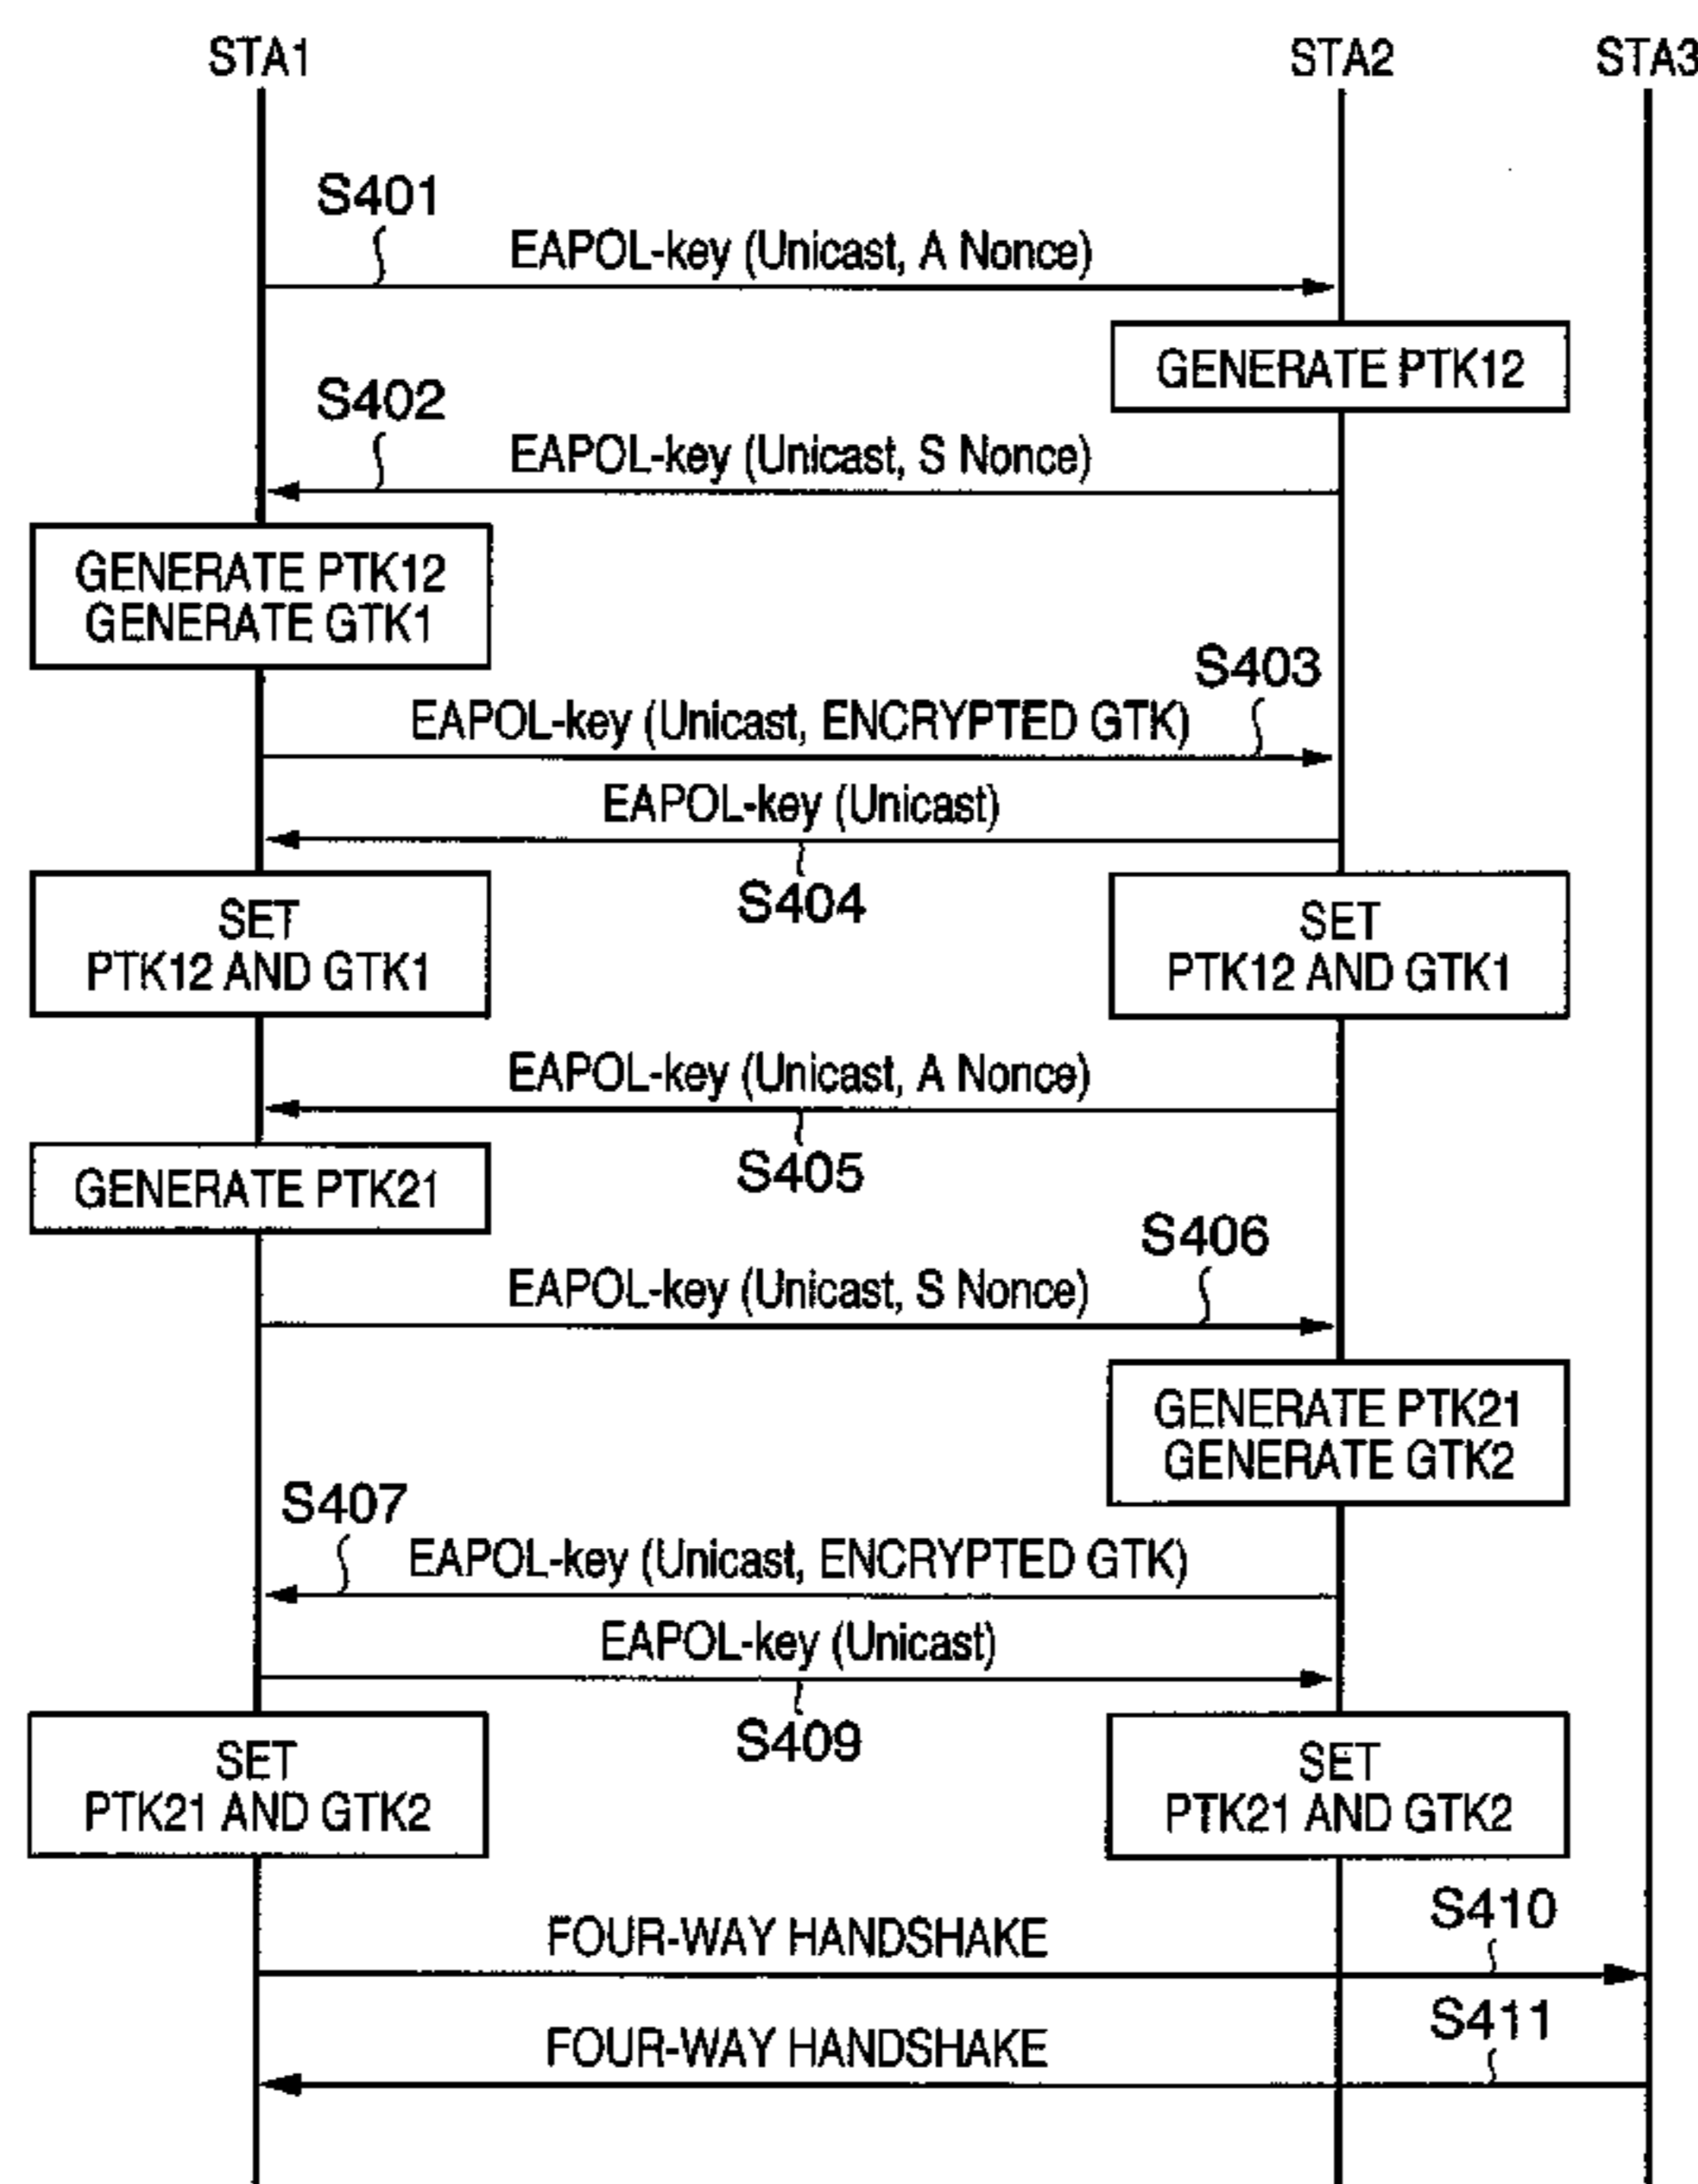 STA1 STA2 STA3
S401
EAPOL-key (Unicast, A Nonce)
GENERATE PTK12
S402
EAPOL-key (Unicast, S Nonce)
GENERATE PTK12
GENERATE GTK1
S403
EAPOL-key (Unicast, ENCRYPTED GTK)
EAPOL-key (Unicast)
S404
SET
PTK12 AND GTK1
SET
PTK12 AND GTK1
EAPOL-key (Unicast, A Nonce)
S405
GENERATE PTK21
S406
EAPOL-key (Unicast, S Nonce)
GENERATE PTK21
GENERATE GTK2
S407
EAPOL-key (Unicast, ENCRYPTED GTK)
EAPOL-key (Unicast)
S409
SET
PTK21 AND GTK2
SET
PTK21 AND GTK2
S410
FOUR-WAY HANDSHAKE
S411
FOUR-WAY HANDSHAKE